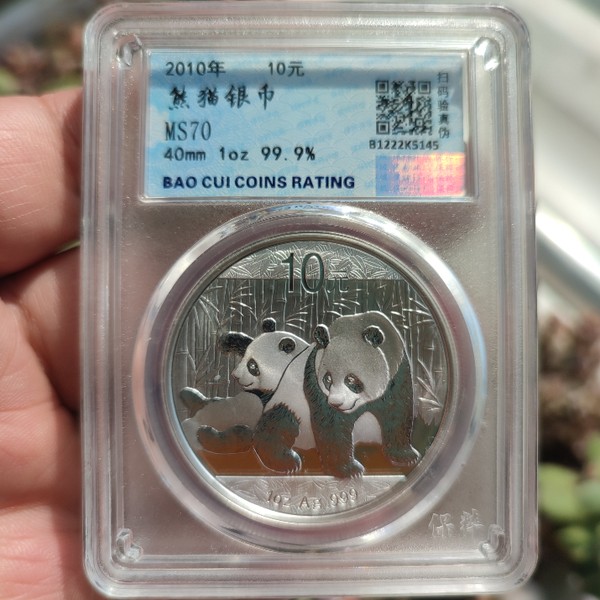 2010年 10元
熊猫银币
MS70
40mm 1oz 99.9%
BAO CUI COINS RATING
扫码验真伪
B1222KS145
10元
1oz Ag .999